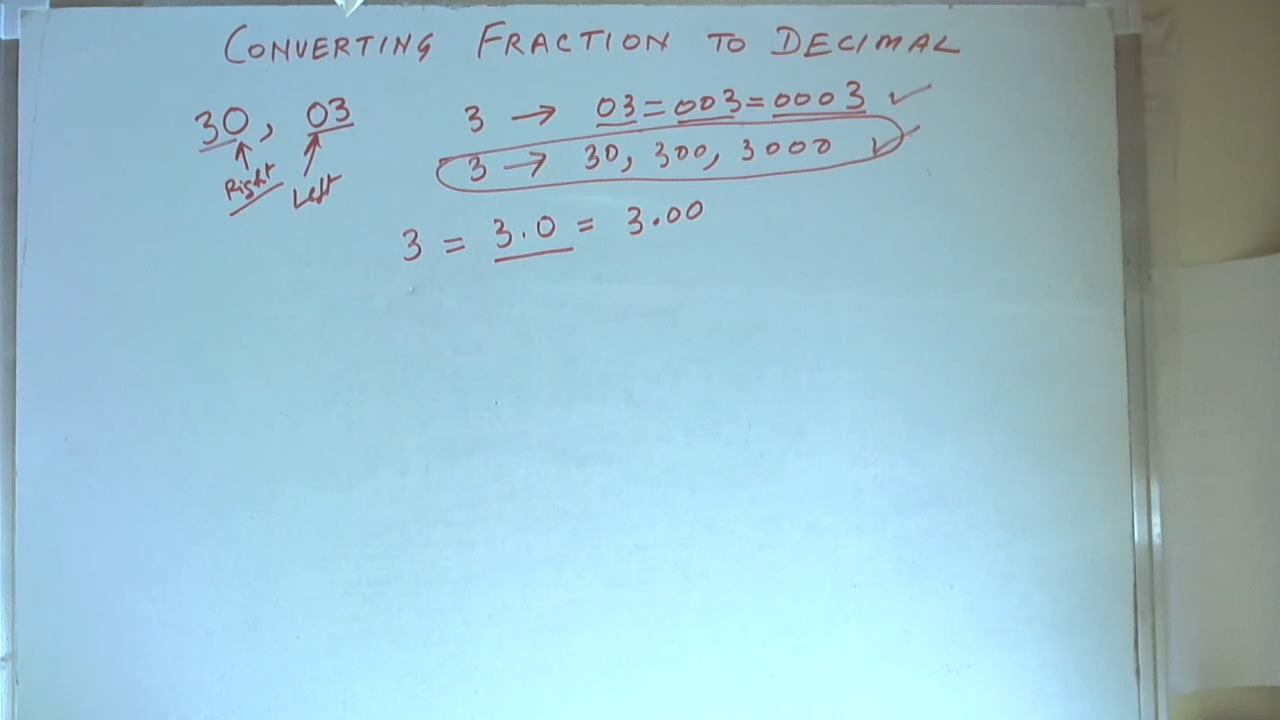 CONVERTING FRACTION TO DECIMAL
30, 03
Right Left
3 → 03=003=0003 ✓
3 → 30, 300, 3000 ✓
3 = 3.0 = 3.00